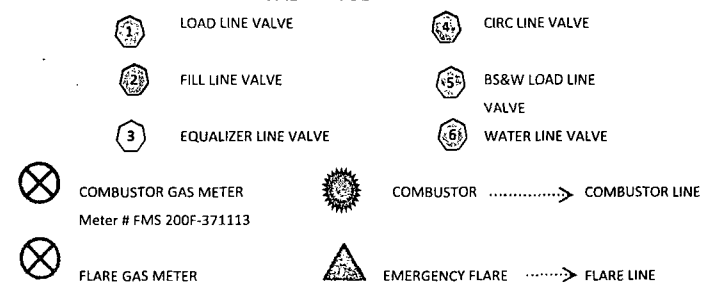 1 LOAD LINE VALVE
4 CIRC LINE VALVE
2 FILL LINE VALVE
5 BS&W LOAD LINE
VALVE
3 EQUALIZER LINE VALVE
6 WATER LINE VALVE
COMBUSTOR GAS METER
Meter # FMS 200F-371113
COMBUSTOR
COMBUSTOR LINE
FLARE GAS METER
EMERGENCY FLARE
FLARE LINE